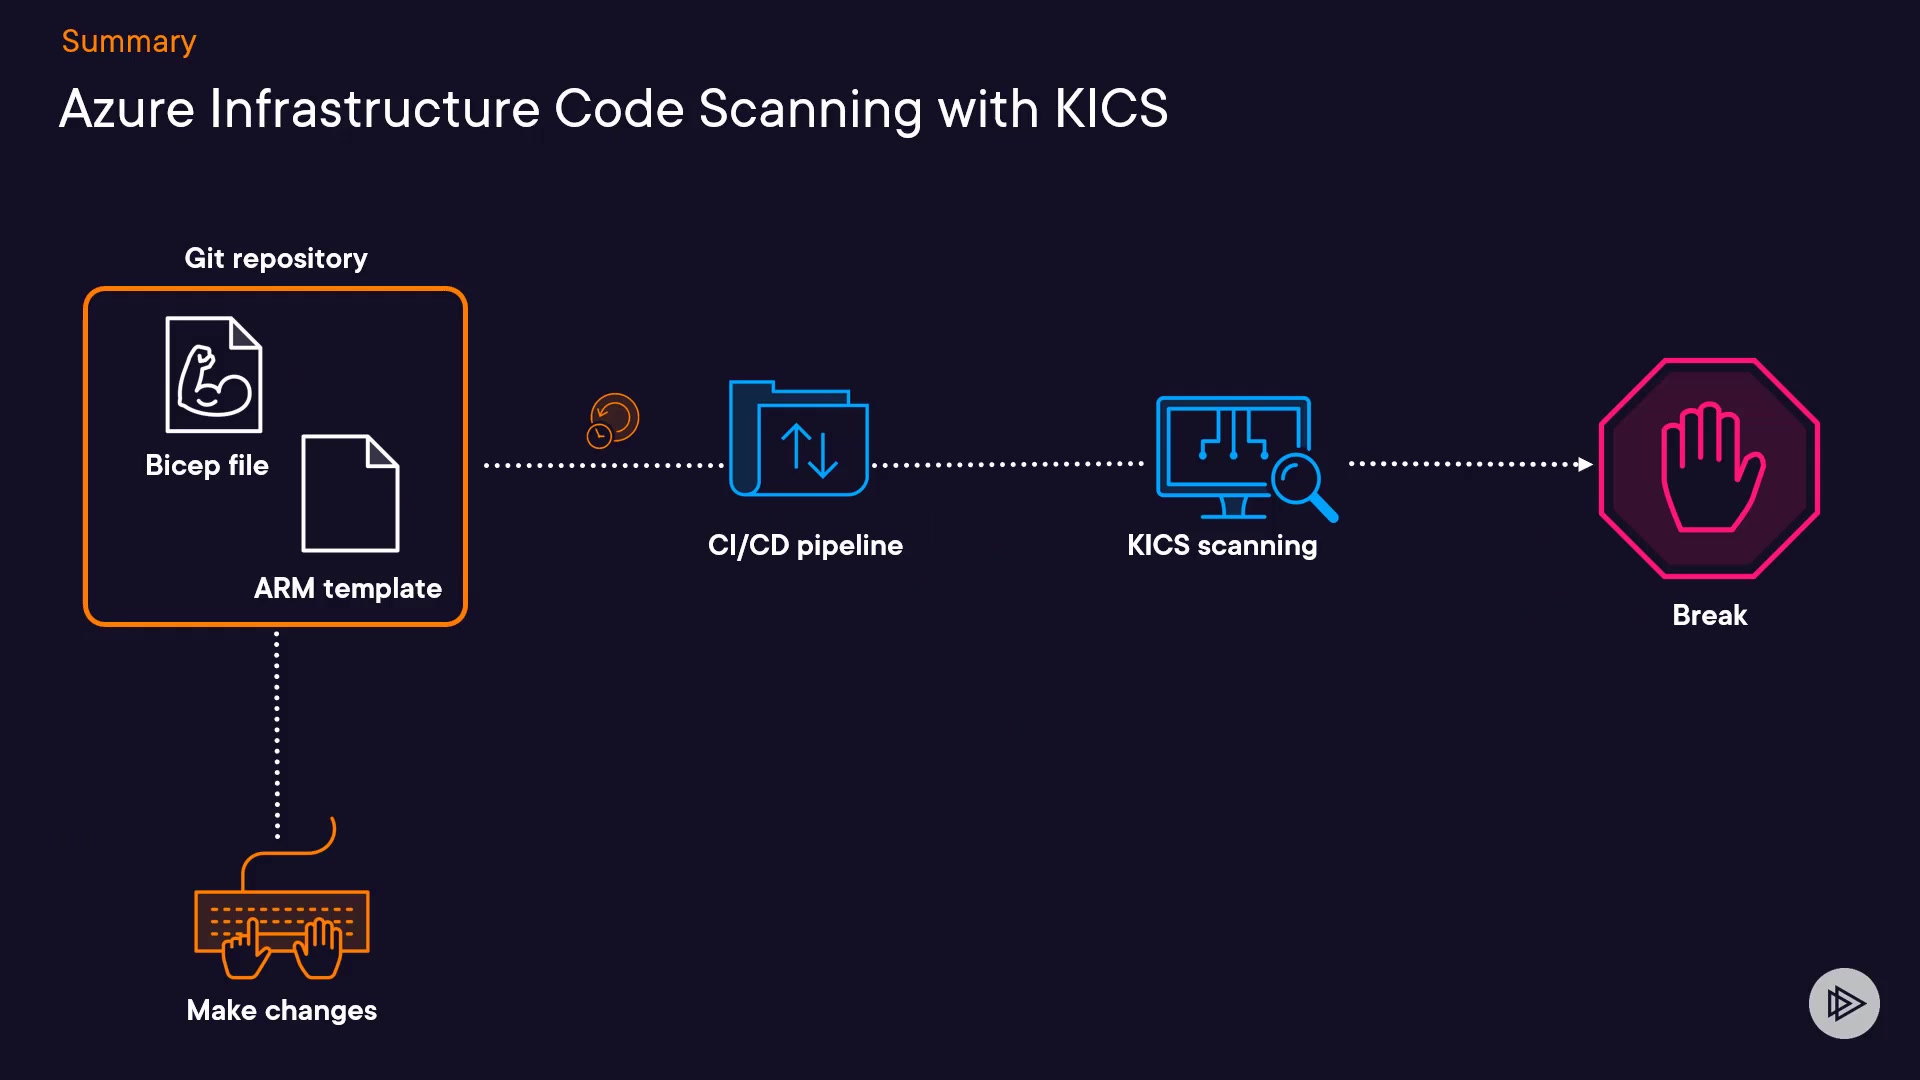 Summary
Azure Infrastructure Code Scanning with KICS
Git repository
Bicep file
ARM template
CI/CD pipeline
KICS scanning
Break
Make changes